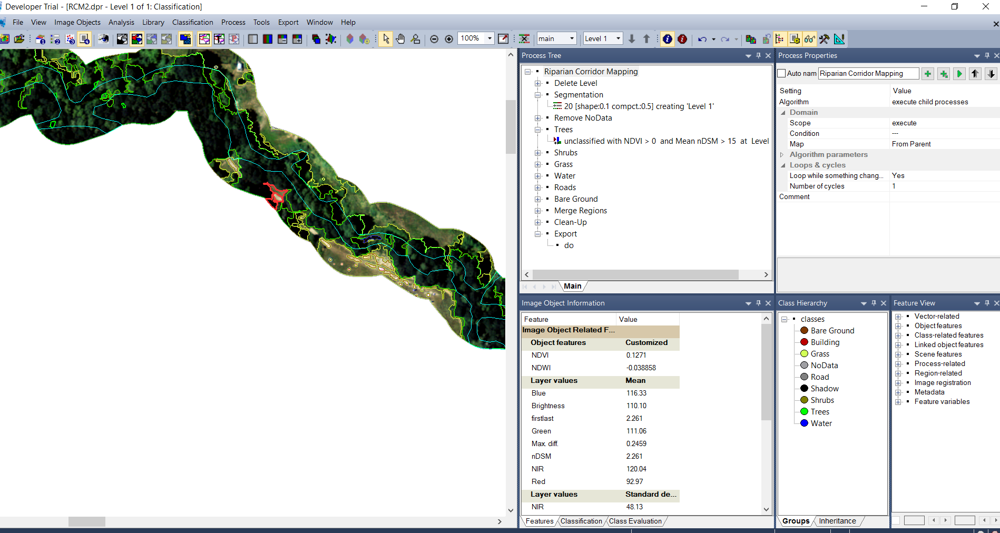 Developer Trial - [RCM2.dpr - Level 1 of 1: Classification]
File View Image Objects Analysis Library Classification Process Tools Export Window Help
100% main Level 1
Process Tree
Riparian Corridor Mapping
Delete Level
Segmentation
20 [shape:0.1 compct.:0.5] creating 'Level 1'
Remove NoData
Trees
unclassified with NDVI > 0 and Mean nDSM > 15 at Level
Shrubs
Grass
Water
Roads
Bare Ground
Merge Regions
Clean-Up
Export
do
Main
Process Properties
Auto nam Riparian Corridor Mapping
Setting Value
Algorithm execute child processes
Domain
Scope execute
Condition ---
Map From Parent
Algorithm parameters
Loops & cycles
Loop while something chang... Yes
Number of cycles 1
Comment
Image Object Information
Feature Value
Image Object Related F...
Object features Customized
NDVI 0.1271
NDWI -0.038858
Layer values Mean
Blue 116.33
Brightness 110.10
firstlast 2.261
Green 111.06
Max. diff. 0.2459
nDSM 2.261
NIR 120.04
Red 92.97
Layer values Standard de...
NIR 48.13
Features Classification Class Evaluation
Class Hierarchy
classes
Bare Ground
Building
Grass
NoData
Road
Shadow
Shrubs
Trees
Water
Groups Inheritance
Feature View
Vector-related
Object features
Class-related features
Linked object features
Scene features
Process-related
Region-related
Image registration
Metadata
Feature variables